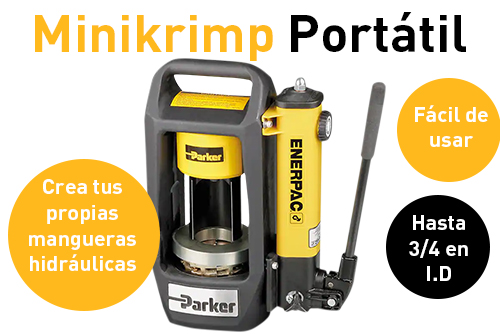 Minikrimp Portátil
Fácil de
usar
Parker
ENERPAC
Crea tus
propias
mangueras
hidráulicas
Hasta
3/4 en
I.D
Parker